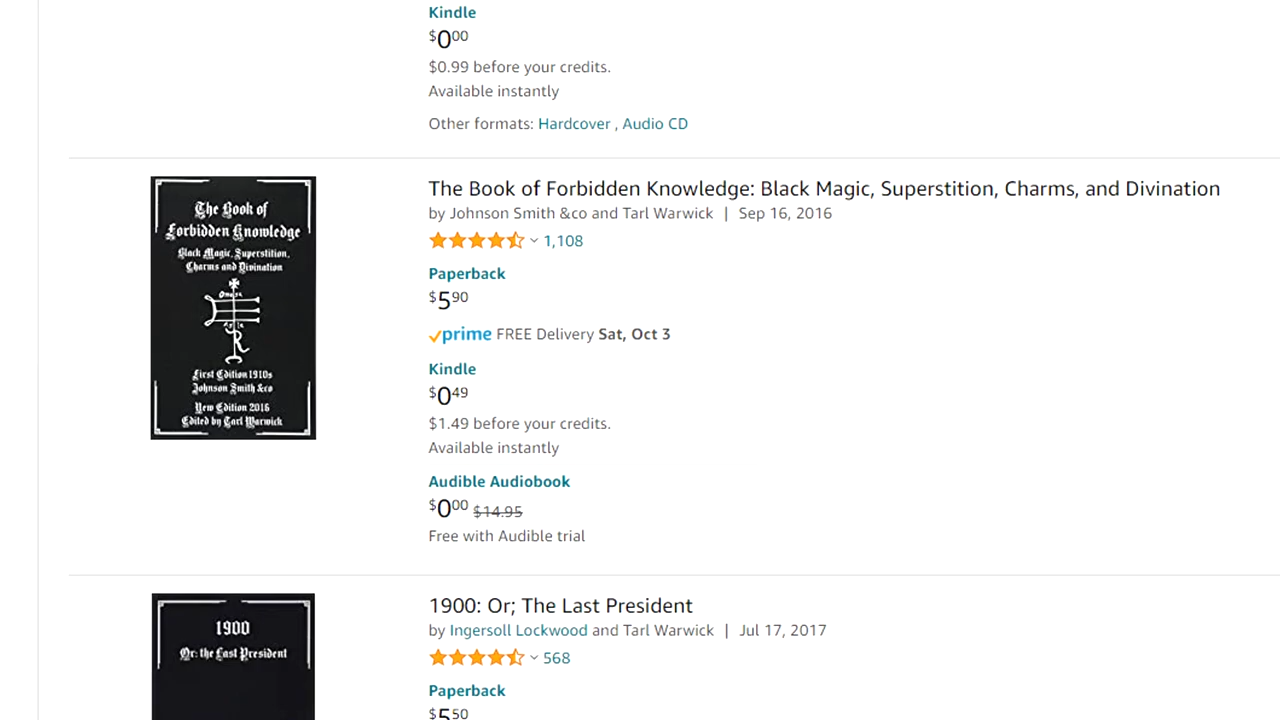 Kindle
$0.00
$0.99 before your credits.
Available instantly
Other formats: Hardcover , Audio CD
The Book of
Forbidden Knowledge
Black Magic, Superstition,
Charms and Divination
Omega
First Edition 1910s
Johnson Smith &co
New Edition 2016
Edited by Tarl Warwick
The Book of Forbidden Knowledge: Black Magic, Superstition, Charms, and Divination
by Johnson Smith &co and Tarl Warwick | Sep 16, 2016
1,108
Paperback
$5.90
prime FREE Delivery Sat, Oct 3
Kindle
$0.49
$1.49 before your credits.
Available instantly
Audible Audiobook
$0.00 $14.95
Free with Audible trial
1900
Or: the Last President
1900: Or; The Last President
by Ingersoll Lockwood and Tarl Warwick | Jul 17, 2017
568
Paperback
$5.50